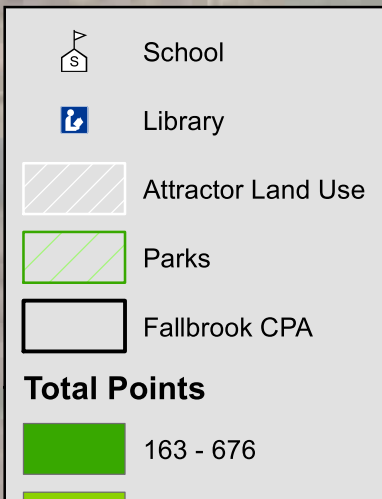 S
School
Library
Attractor Land Use
Parks
Fallbrook CPA
Total Points
163 - 676